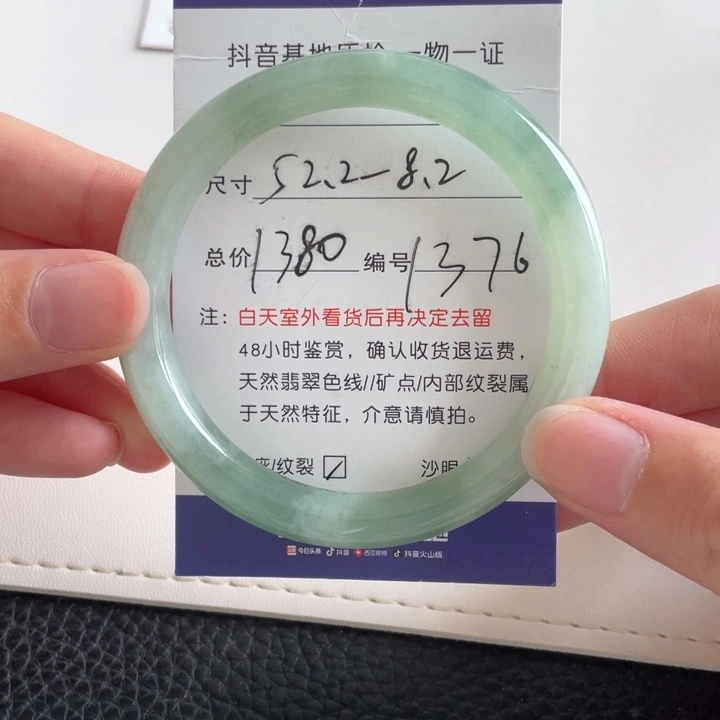 抖音基地质检 一物一证
尺寸 52.2-8.2
总价 1380 编号 1376
注：白天室外看货后再决定去留
48小时鉴赏，确认收货退运费，
天然翡翠色线//矿点/内部纹裂属
于天然特征，介意请慎拍。
/纹裂 沙眼
今日头条 抖音 西瓜视频 抖音火山版